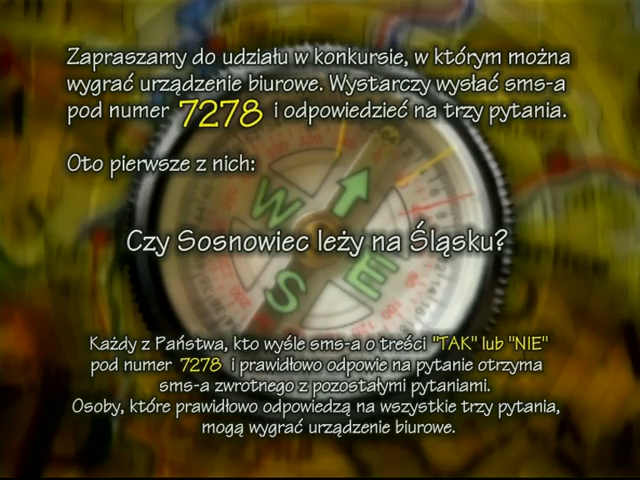 Zapraszamy do udziału w konkursie, w którym można
wygrać urządzenie biurowe. Wystarczy wysłać sms-a
pod numer 7278 i odpowiedzieć na trzy pytania.
Oto pierwsze z nich:
W
S
E
Czy Sosnowiec leży na Śląsku?
Każdy z Państwa, kto wyśle sms-a o treści "TAK" lub "NIE"
pod numer 7278 i prawidłowo odpowie na pytanie otrzyma
sms-a zwrotnego z pozostałymi pytaniami.
Osoby, które prawidłowo odpowiedzą na wszystkie trzy pytania,
mogą wygrać urządzenie biurowe.